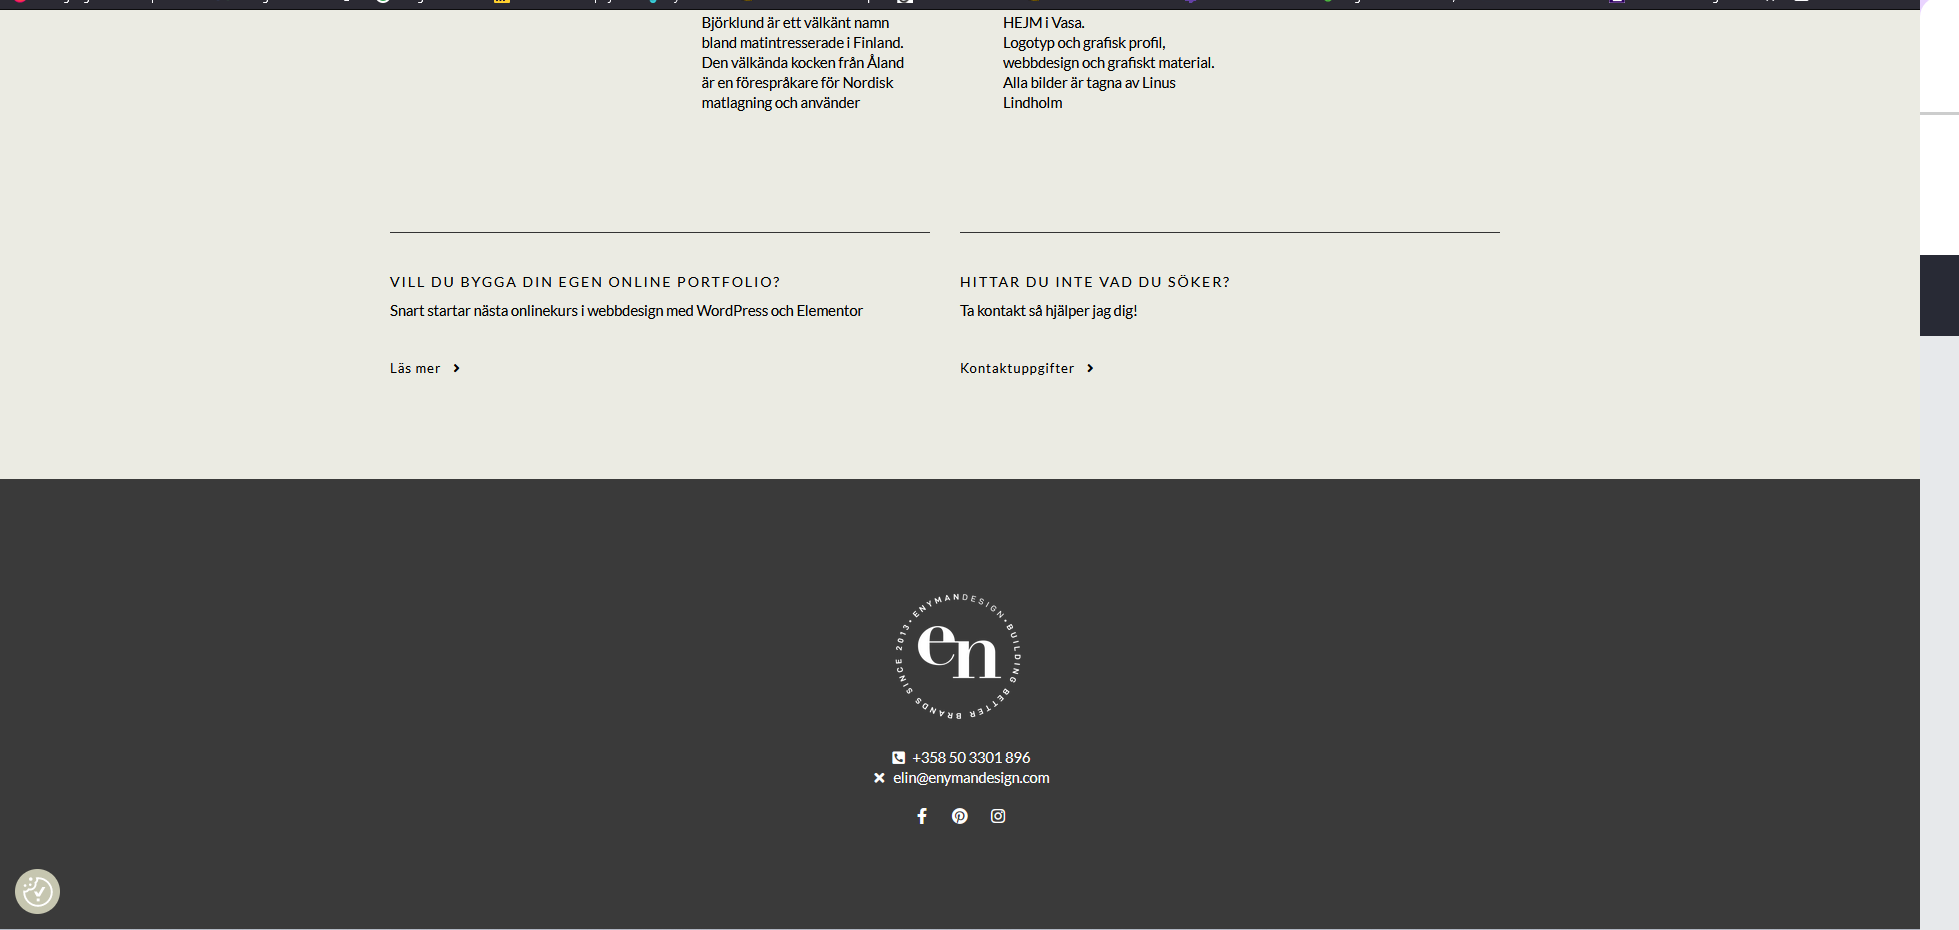 Björklund är ett välkänt namn
bland matintresserade i Finland.
Den välkända kocken från Åland
är en förespråkare för Nordisk
matlagning och använder
HEJM i Vasa.
Logotyp och grafisk profil,
webbdesign och grafiskt material.
Alla bilder är tagna av Linus
Lindholm
VILL DU BYGGA DIN EGEN ONLINE PORTFOLIO?
Snart startar nästa onlinekurs i webbdesign med WordPress och Elementor
Läs mer
HITTAR DU INTE VAD DU SÖKER?
Ta kontakt så hjälper jag dig!
Kontaktuppgifter
ENYMANDESIGN • BUILDING BETTER BRANDS SINCE 2013 •
en
+358 50 3301 896
elin@enymandesign.com